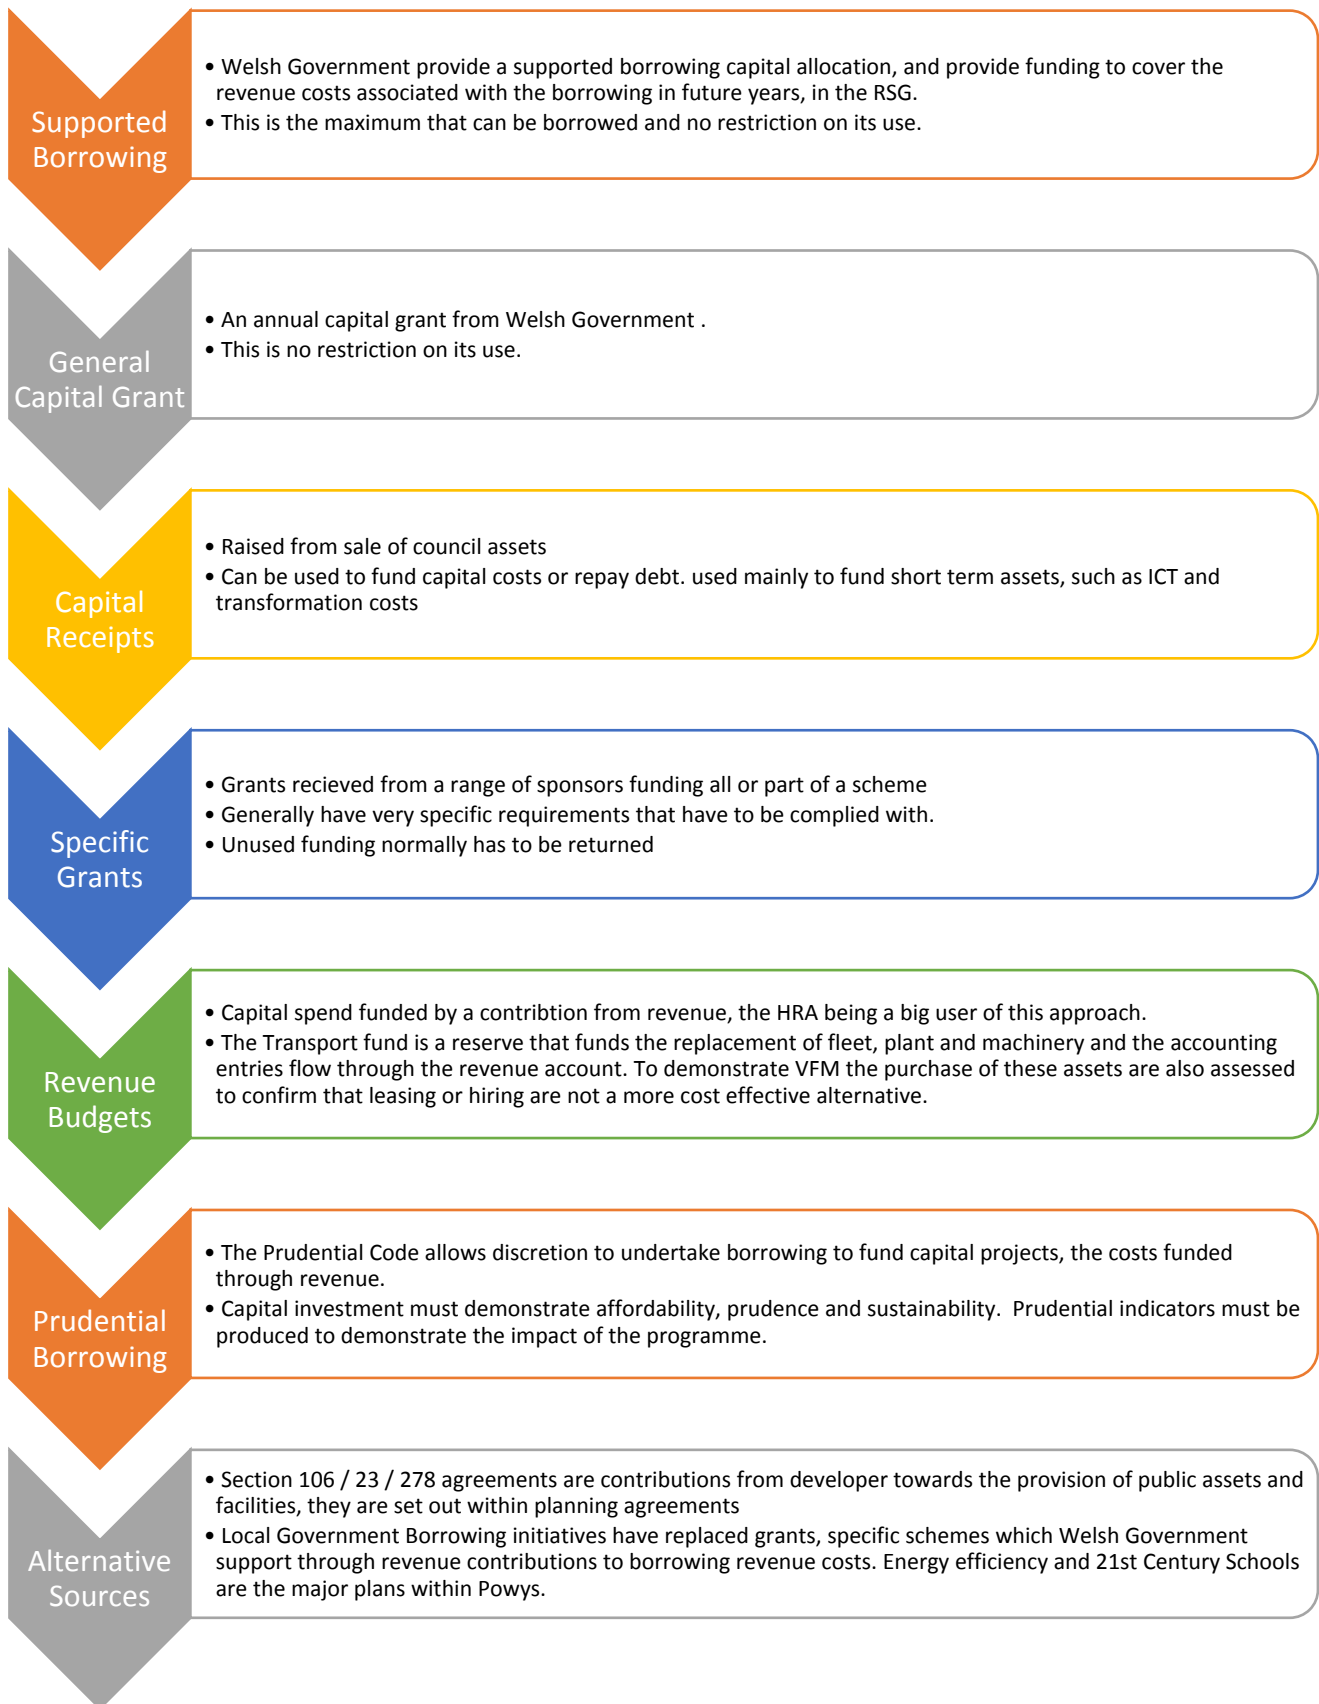 Supported
Borrowing
• Welsh Government provide a supported borrowing capital allocation, and provide funding to cover the
revenue costs associated with the borrowing in future years, in the RSG.
• This is the maximum that can be borrowed and no restriction on its use.
General
Capital Grant
• An annual capital grant from Welsh Government .
• This is no restriction on its use.
Capital
Receipts
• Raised from sale of council assets
• Can be used to fund capital costs or repay debt. used mainly to fund short term assets, such as ICT and
transformation costs
Specific
Grants
• Grants recieved from a range of sponsors funding all or part of a scheme
• Generally have very specific requirements that have to be complied with.
• Unused funding normally has to be returned
Revenue
Budgets
• Capital spend funded by a contribtion from revenue, the HRA being a big user of this approach.
• The Transport fund is a reserve that funds the replacement of fleet, plant and machinery and the accounting
entries flow through the revenue account. To demonstrate VFM the purchase of these assets are also assessed
to confirm that leasing or hiring are not a more cost effective alternative.
Prudential
Borrowing
• The Prudential Code allows discretion to undertake borrowing to fund capital projects, the costs funded
through revenue.
• Capital investment must demonstrate affordability, prudence and sustainability.  Prudential indicators must be
produced to demonstrate the impact of the programme.
Alternative
Sources
• Section 106 / 23 / 278 agreements are contributions from developer towards the provision of public assets and
facilities, they are set out within planning agreements
• Local Government Borrowing initiatives have replaced grants, specific schemes which Welsh Government
support through revenue contributions to borrowing revenue costs. Energy efficiency and 21st Century Schools
are the major plans within Powys.